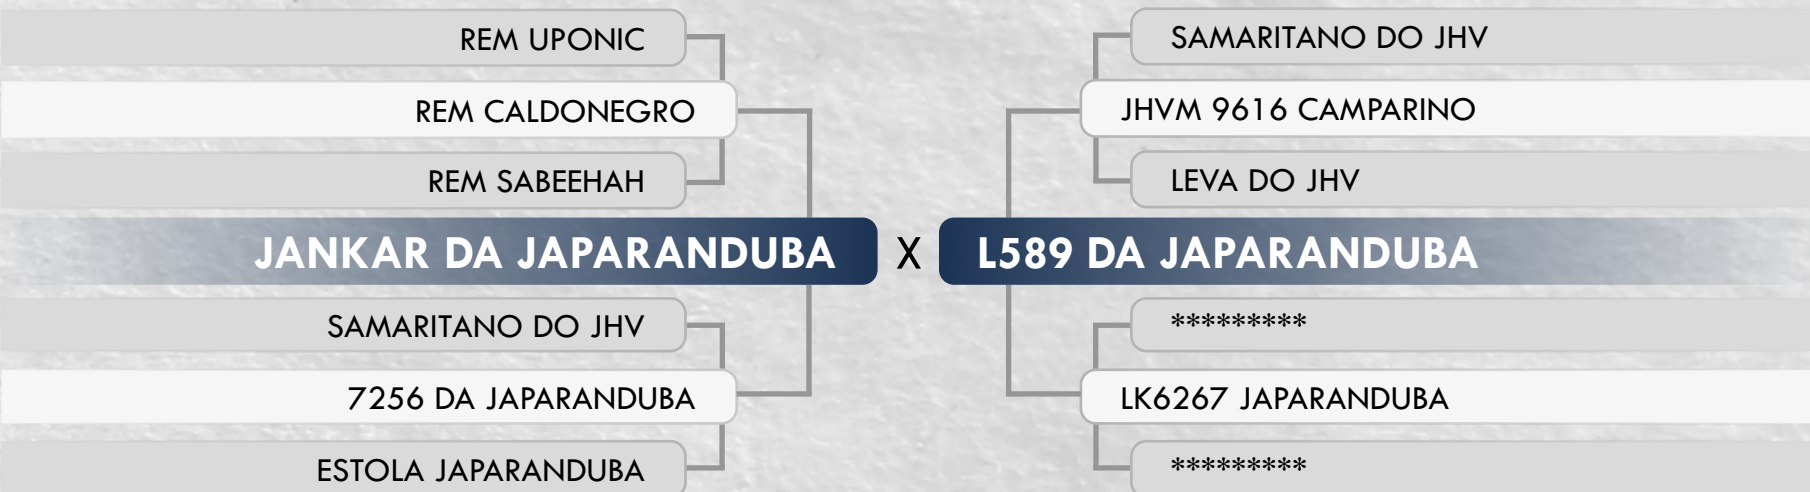 REM UPONIC
REM CALDONEGRO
REM SABEEHAH
JANKAR DA JAPARANDUBA
SAMARITANO DO JHV
7256 DA JAPARANDUBA
ESTOLA JAPARANDUBA
X
SAMARITANO DO JHV
JHVM 9616 CAMPARINO
LEVA DO JHV
L589 DA JAPARANDUBA
*********
LK6267 JAPARANDUBA
*********